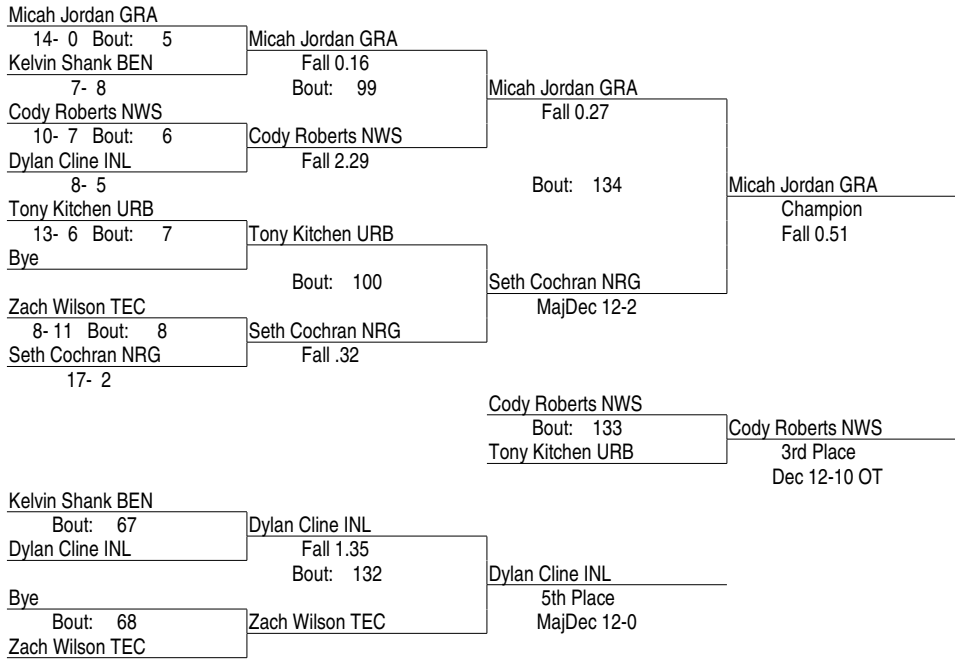 Micah Jordan GRA
14- 0 Bout: 5
Kelvin Shank BEN
7- 8
Cody Roberts NWS
10- 7 Bout: 6
Dylan Cline INL
8- 5
Tony Kitchen URB
13- 6 Bout: 7
Bye
Zach Wilson TEC
8- 11 Bout: 8
Seth Cochran NRG
17- 2
Micah Jordan GRA
Fall 0.16
Bout: 99
Cody Roberts NWS
Fall 2.29
Tony Kitchen URB
Bout: 100
Seth Cochran NRG
Fall .32
Micah Jordan GRA
Fall 0.27
Bout: 134
Seth Cochran NRG
MajDec 12-2
Micah Jordan GRA
Champion
Fall 0.51
Cody Roberts NWS
Bout: 133
Tony Kitchen URB
Cody Roberts NWS
3rd Place
Dec 12-10 OT
Kelvin Shank BEN
Bout: 67
Dylan Cline INL
Bye
Bout: 68
Zach Wilson TEC
Dylan Cline INL
Fall 1.35
Bout: 132
Zach Wilson TEC
Dylan Cline INL
5th Place
MajDec 12-0